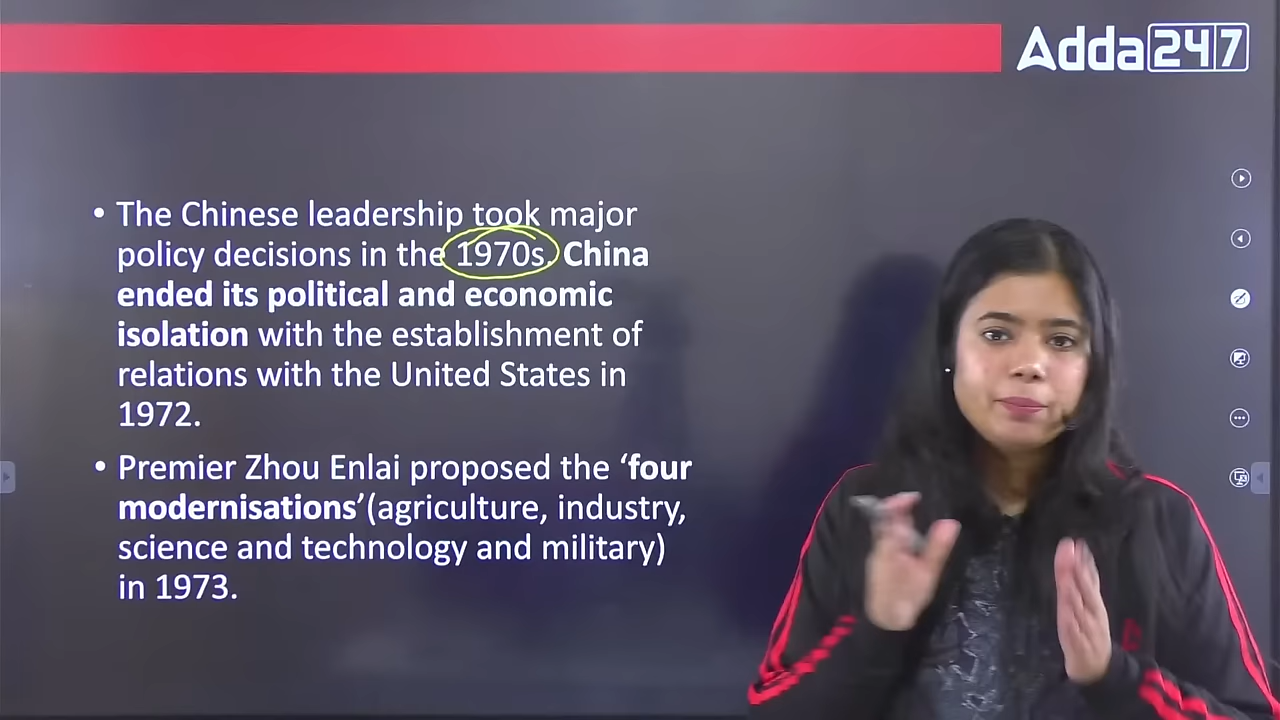 Adda247
• The Chinese leadership took major
policy decisions in the 1970s. China
ended its political and economic
isolation with the establishment of
relations with the United States in
1972.
• Premier Zhou Enlai proposed the ‘four
modernisations’(agriculture, industry,
science and technology and military)
in 1973.